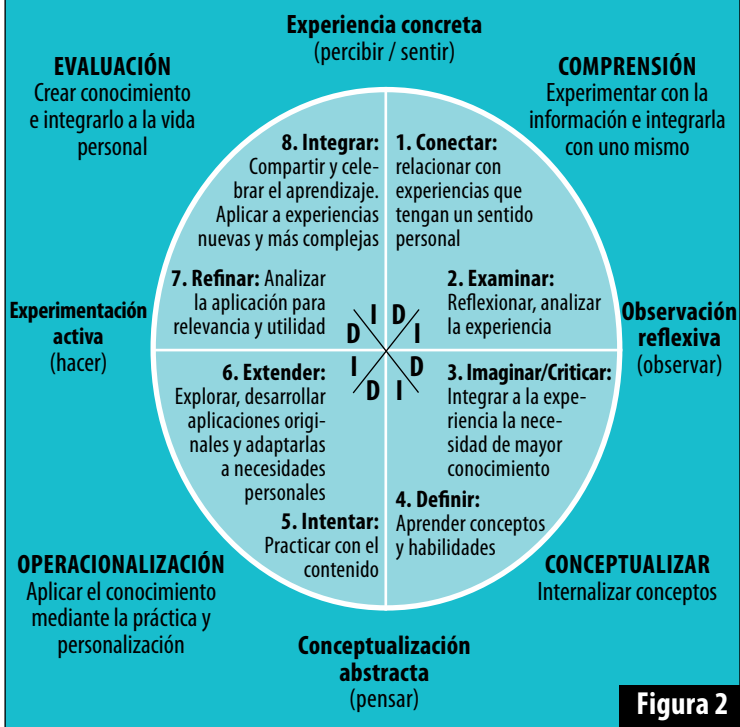 Experiencia concreta
(percibir / sentir)
EVALUACIÓN
Crear conocimiento
e integrarlo a la vida
personal
COMPRENSIÓN
Experimentar con la
información e integrarla
con uno mismo
8. Integrar:
Compartir y cele-
brar el aprendizaje.
Aplicar a experiencias
nuevas y más complejas
1. Conectar:
relacionar con
experiencias que
tengan un sentido
personal
7. Refinar: Analizar
la aplicación para
relevancia y utilidad
2. Examinar:
Reflexionar, analizar
la experiencia
Experimentación
activa
(hacer)
Observación
reflexiva
(observar)
I D
D I
I D
D I
6. Extender:
Explorar, desarrollar
aplicaciones origi-
nales y adaptarlas
a necesidades
personales
3. Imaginar/Criticar:
Integrar a la expe-
riencia la nece-
sidad de mayor
conocimiento
5. Intentar:
Practicar con el
contenido
4. Definir:
Aprender conceptos
y habilidades
OPERACIONALIZACIÓN
Aplicar el conocimiento
mediante la práctica y
personalización
CONCEPTUALIZAR
Internalizar conceptos
Conceptualización
abstracta
(pensar)
Figura 2